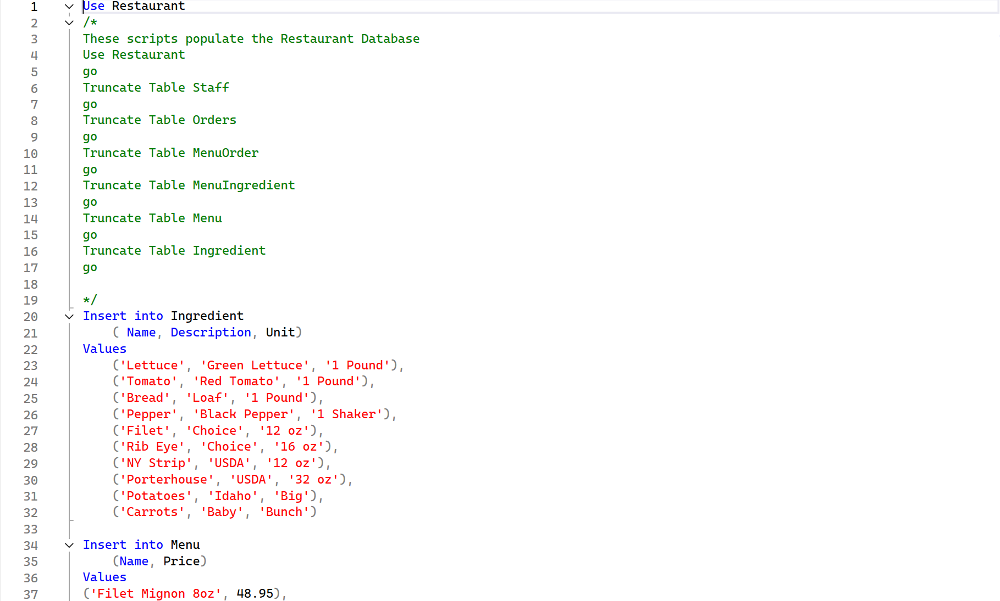 1 Use Restaurant
2 /*
3 These scripts populate the Restaurant Database
4 Use Restaurant
5 go
6 Truncate Table Staff
7 go
8 Truncate Table Orders
9 go
10 Truncate Table MenuOrder
11 go
12 Truncate Table MenuIngredient
13 go
14 Truncate Table Menu
15 go
16 Truncate Table Ingredient
17 go
18
19 */
20 Insert into Ingredient
21     ( Name, Description, Unit)
22 Values
23     ('Lettuce', 'Green Lettuce', '1 Pound'),
24     ('Tomato', 'Red Tomato', '1 Pound'),
25     ('Bread', 'Loaf', '1 Pound'),
26     ('Pepper', 'Black Pepper', '1 Shaker'),
27     ('Filet', 'Choice', '12 oz'),
28     ('Rib Eye', 'Choice', '16 oz'),
29     ('NY Strip', 'USDA', '12 oz'),
30     ('Porterhouse', 'USDA', '32 oz'),
31     ('Potatoes', 'Idaho', 'Big'),
32     ('Carrots', 'Baby', 'Bunch')
33
34 Insert into Menu
35     (Name, Price)
36 Values
37 ('Filet Mignon 8oz', 48.95),